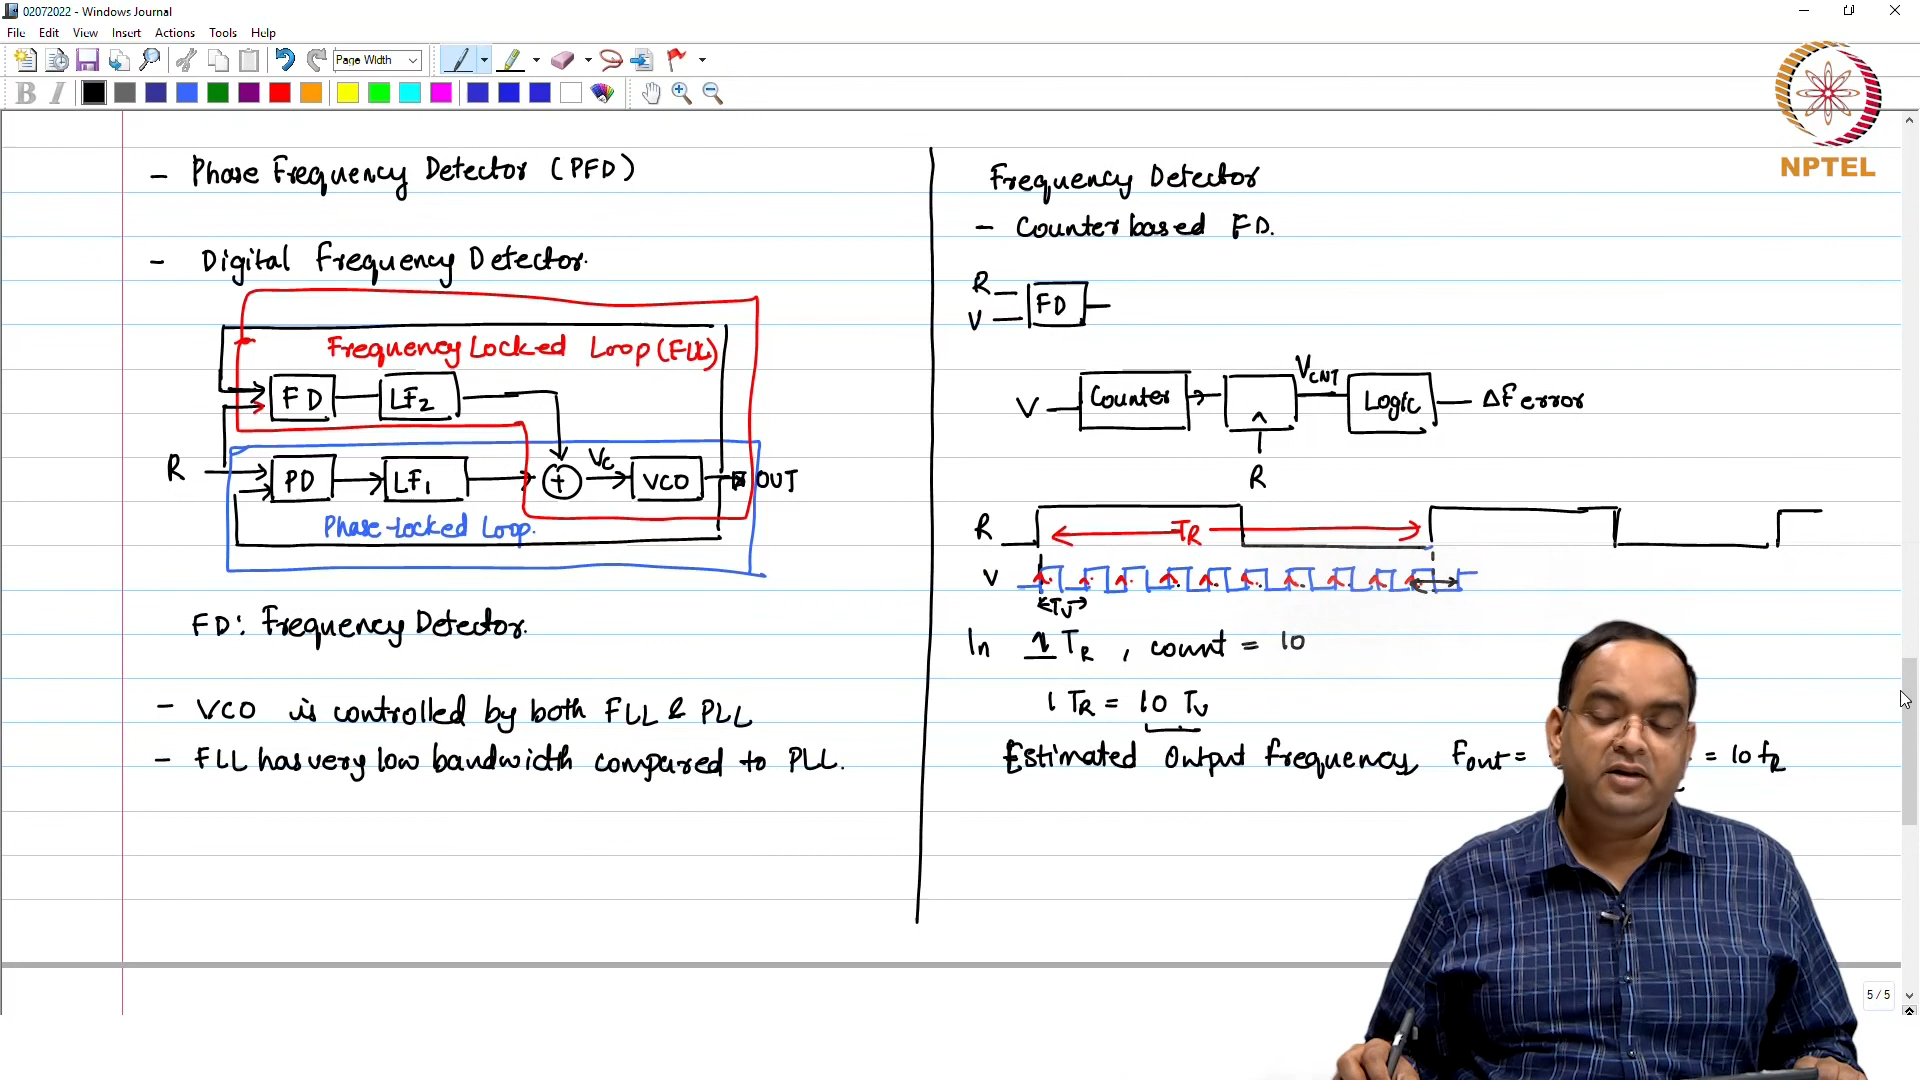 02072022 - Windows Journal
File Edit View Insert Actions Tools Help
Page Width
B I
NPTEL
- Phase Frequency Detector (PFD)
- Digital Frequency Detector.
Frequency Locked Loop (FLL)
FD LF2
R PD LF1 + Vc VCO OUT
Phase-Locked Loop.
FD: Frequency Detector.
- VCO is controlled by both FLL & PLL
- FLL has very low bandwidth compared to PLL.
Frequency Detector
- Counter based FD.
R
V FD
V Counter VCNT Logic ΔF error
R
R TR
V
TV
In 1 TR , count = 10
1 TR = 10 TV
Estimated Output frequency Fout = = 10 fR
5 / 5